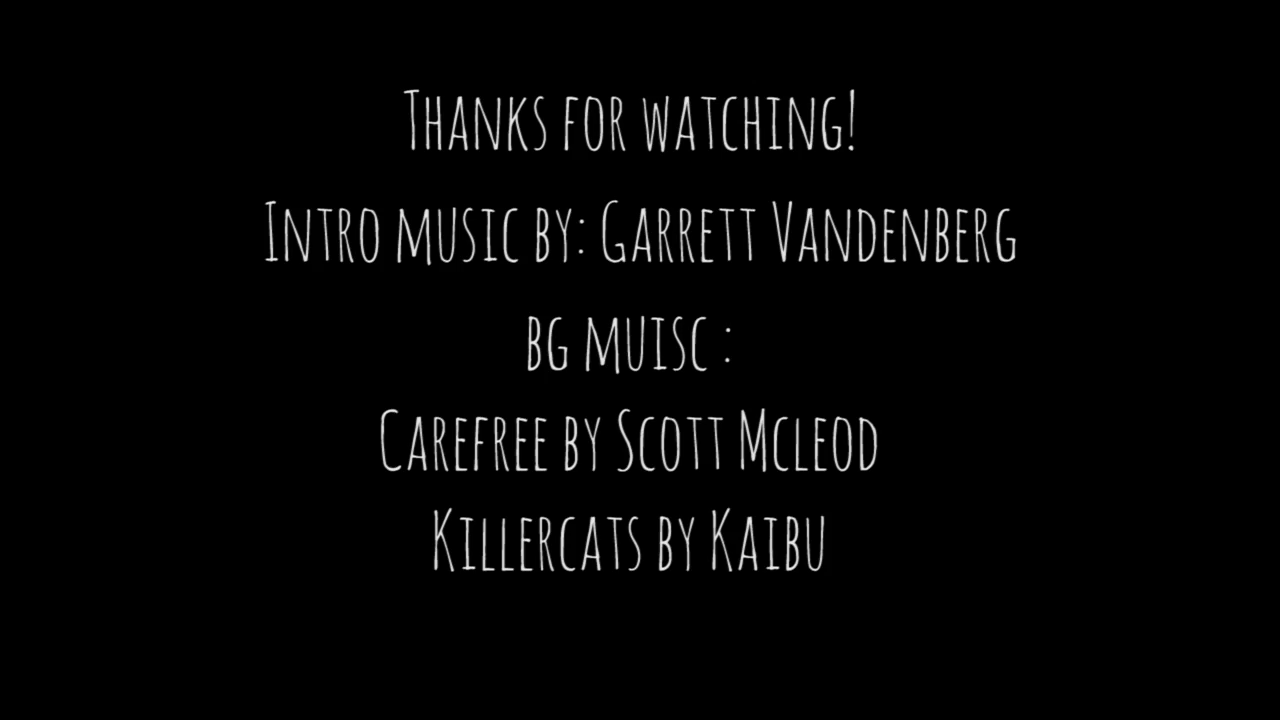 Thanks for watching!
Intro music by: Garrett Vandenberg
bg muisc :
Carefree by Scott Mcleod
Killercats by Kaibu